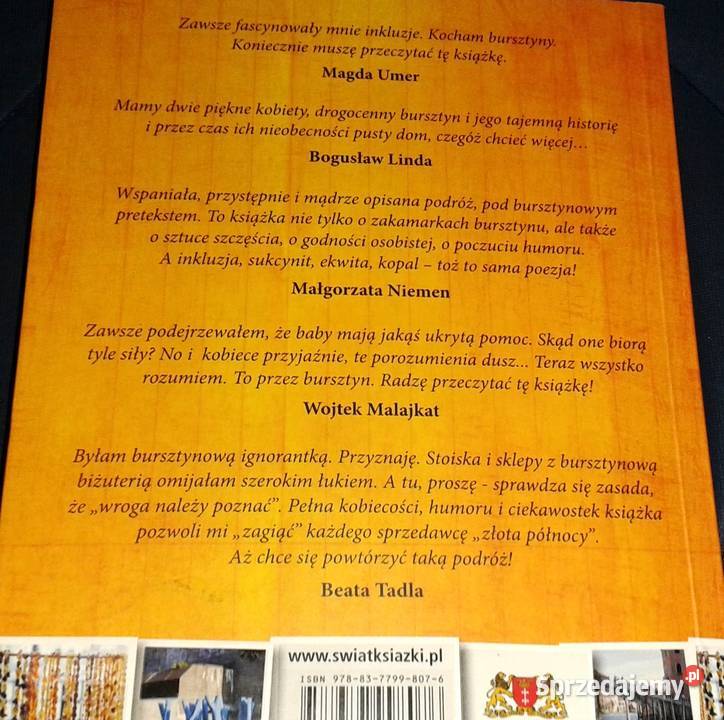 Zawsze fascynowały mnie inkluzje. Kocham bursztyny.
Koniecznie muszę przeczytać tę książkę.
Magda Umer
Mamy dwie piękne kobiety, drogocenny bursztyn i jego tajemną historię
i przez czas ich nieobecności pusty dom, czegóż chcieć więcej...
Bogusław Linda
Wspaniała, przystępnie i mądrze opisana podróż, pod bursztynowym
pretekstem. To książka nie tylko o zakamarkach bursztynu, ale także
o sztuce szczęścia, o godności osobistej, o poczuciu humoru.
A inkluzja, sukcynit, ekwita, kopal – toż to sama poezja!
Małgorzata Niemen
Zawsze podejrzewałem, że baby mają jakąś ukrytą pomoc. Skąd one biorą
tyle siły? No i kobiece przyjaźnie, te porozumienia dusz... Teraz wszystko
rozumiem. To przez bursztyn. Radzę przeczytać tę książkę!
Wojtek Malajkat
Byłam bursztynową ignorantką. Przyznaję. Stoiska i sklepy z bursztynową
biżuterią omijałam szerokim łukiem. A tu, proszę - sprawdza się zasada,
że „wroga należy poznać”. Pełna kobiecości, humoru i ciekawostek książka
pozwoli mi „zagiąć” każdego sprzedawcę „złota północy”.
Aż chce się powtórzyć taką podróż!
Beata Tadla
www.swiatksiazki.pl
ISBN 978-83-7799-807-6
Sprzedajemy.pl